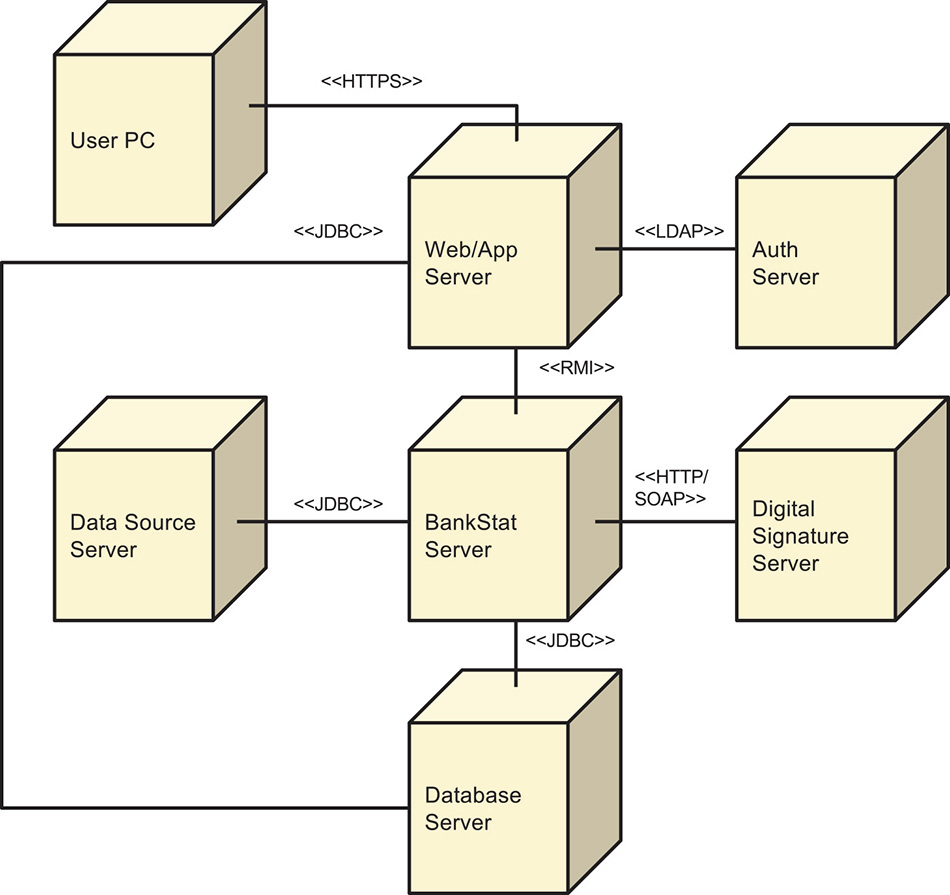 <<HTTPS>>
User PC
<<JDBC>>
Web/App
Server
<<LDAP>>
Auth
Server
<<RMI>>
Data Source
Server
<<JDBC>>
BankStat
Server
<<HTTP/
SOAP>>
Digital
Signature
Server
<<JDBC>>
Database
Server